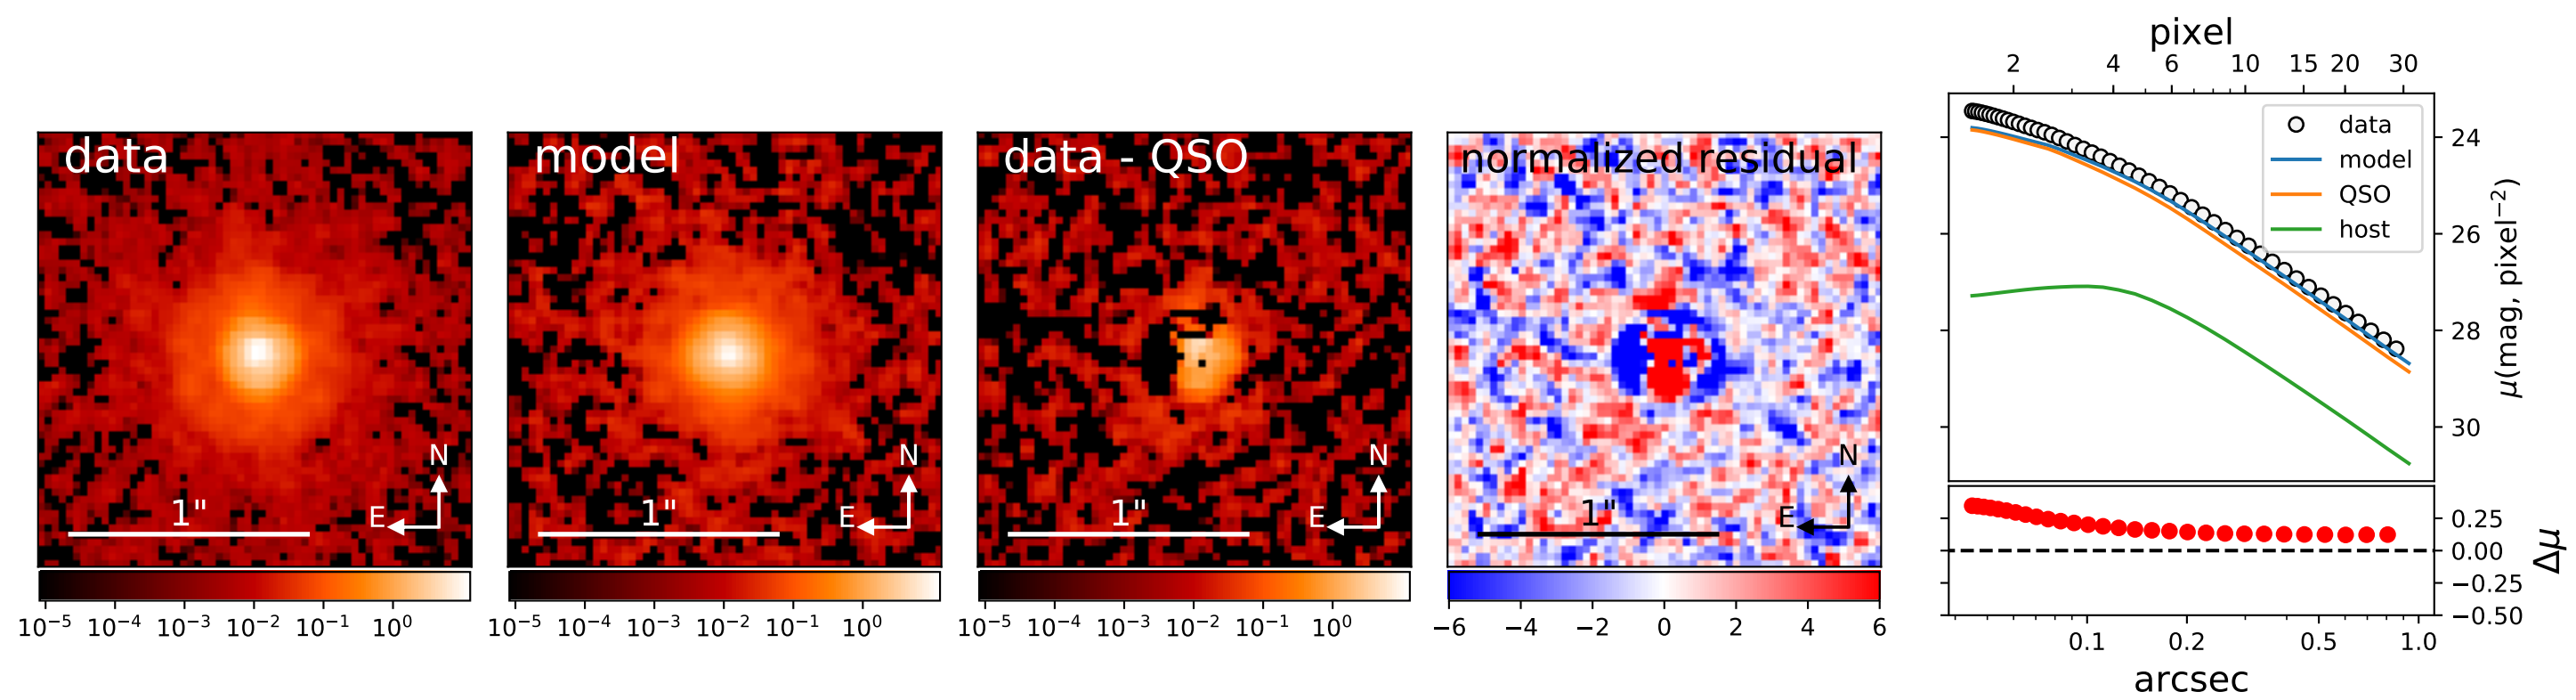 data
1"
N
E
10⁻⁵ 10⁻⁴ 10⁻³ 10⁻² 10⁻¹ 10⁰
model
1"
N
E
10⁻⁵ 10⁻⁴ 10⁻³ 10⁻² 10⁻¹ 10⁰
data - QSO
1"
N
E
10⁻⁵ 10⁻⁴ 10⁻³ 10⁻² 10⁻¹ 10⁰
normalized residual
1"
N
E
−6 −4 −2 0 2 4 6
pixel
2 4 6 10 15 20 30
data
model
QSO
host
24
26
28
30
μ(mag, pixel⁻²)
0.25
0.00
−0.25
−0.50
Δμ
0.1 0.2 0.5 1.0
arcsec